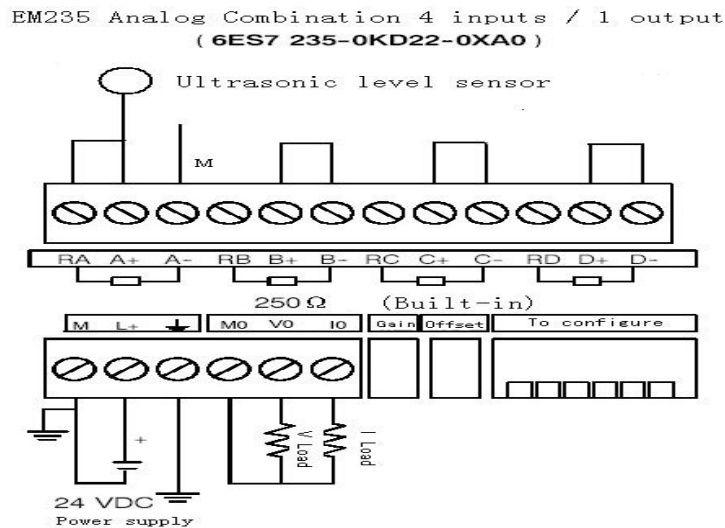 EM235 Analog Combination 4 inputs / 1 output
( 6ES7 235-0KD22-0XA0 )
Ultrasonic level sensor
M
RA A+ A- RB B+ B- RC C+ C- RD D+ D-
250Ω (Built-in)
M L+ M0 V0 I0 Gain Offset To configure
+
V Load
I Load
24 VDC
Power supply